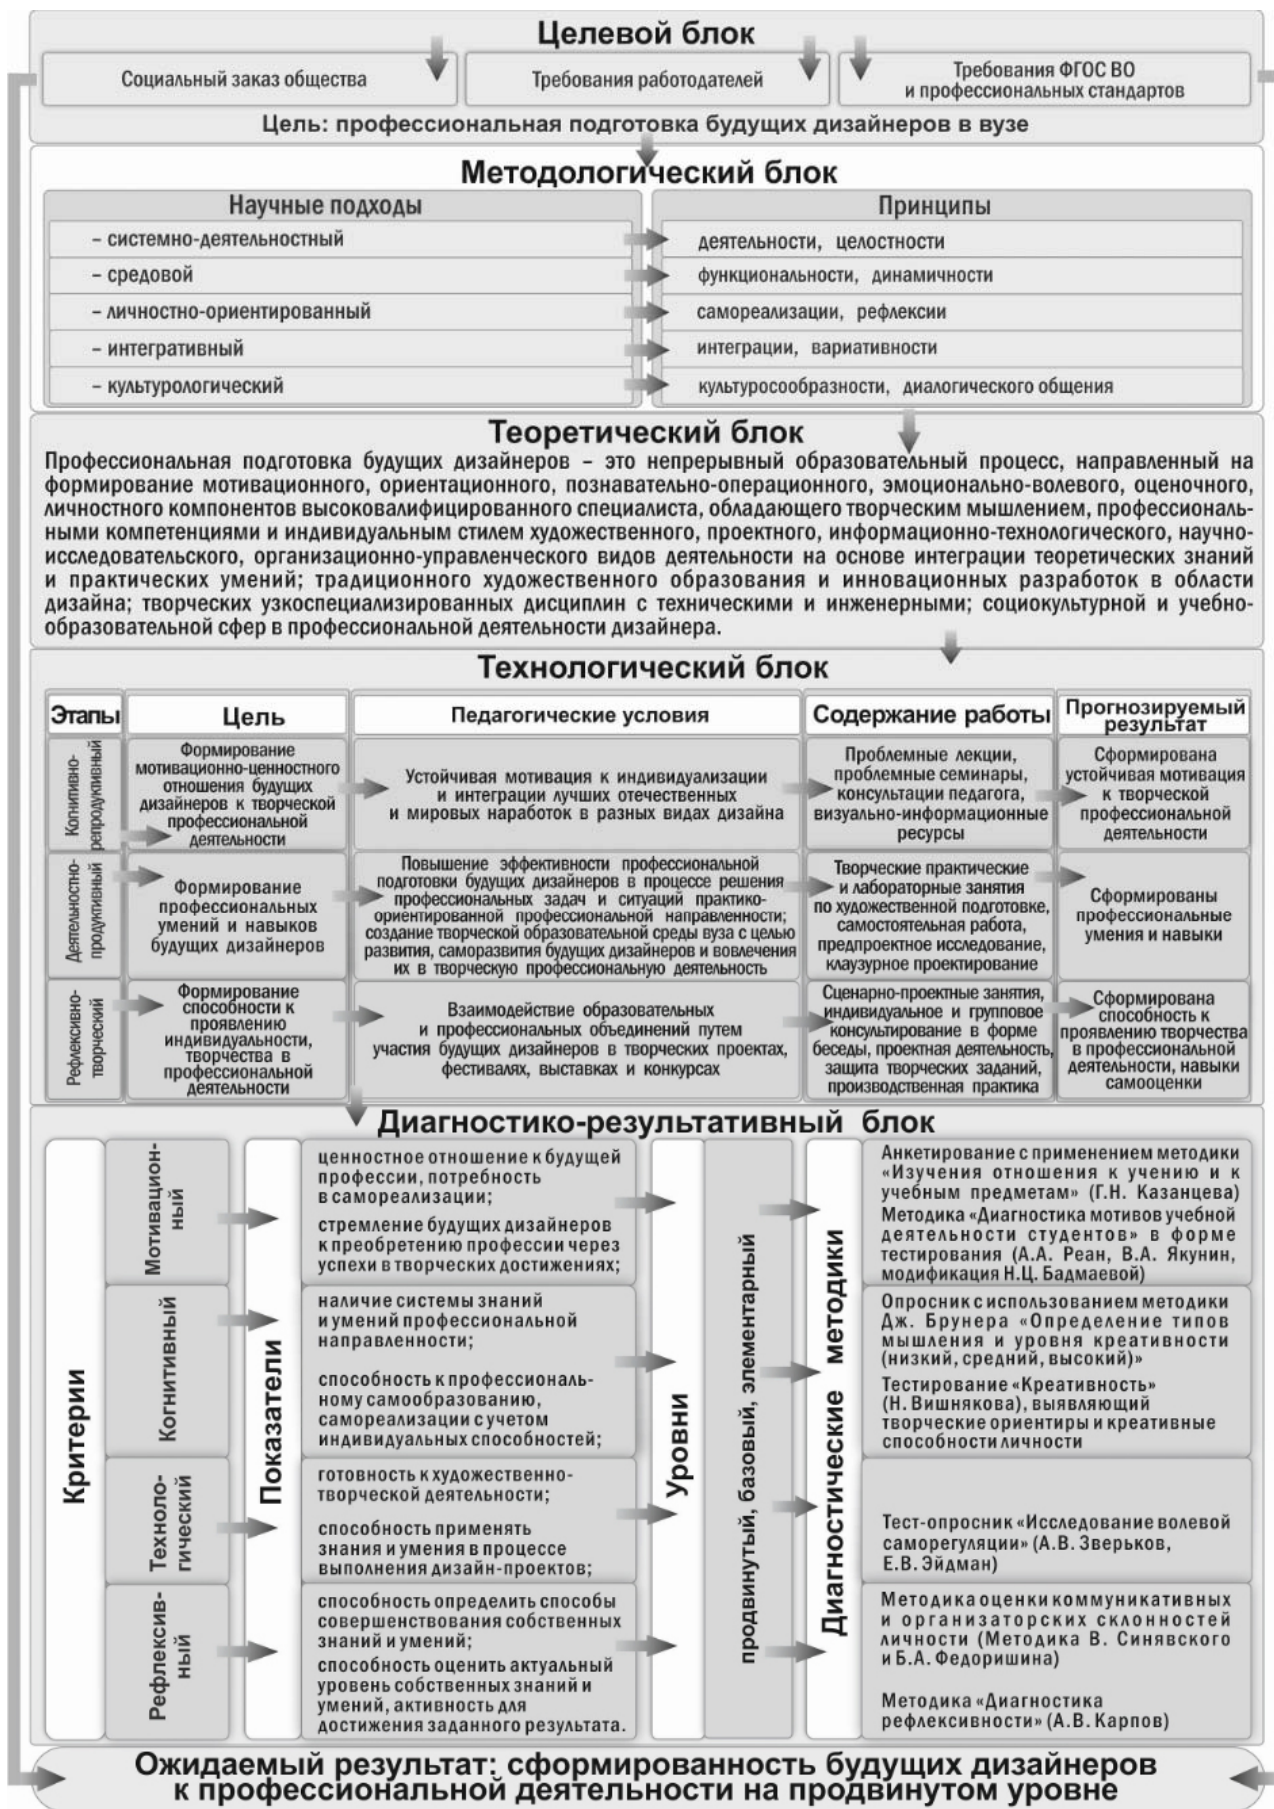 Целевой блок
Социальный заказ общества
Требования работодателей
Требования ФГОС ВО
и профессиональных стандартов
Цель: профессиональная подготовка будущих дизайнеров в вузе
Методологический блок
Научные подходы
Принципы
– системно-деятельностный
деятельности, целостности
– средовой
функциональности, динамичности
– личностно-ориентированный
самореализации, рефлексии
– интегративный
интеграции, вариативности
– культурологический
культуросообразности, диалогического общения
Теоретический блок
Профессиональная подготовка будущих дизайнеров – это непрерывный образовательный процесс, направленный на
формирование мотивационного, ориентационного, познавательно-операционного, эмоционально-волевого, оценочного,
личностного компонентов высоковалифицированного специалиста, обладающего творческим мышлением, профессиональ-
ными компетенциями и индивидуальным стилем художественного, проектного, информационно-технологического, научно-
исследовательского, организационно-управленческого видов деятельности на основе интеграции теоретических знаний
и практических умений; традиционного художественного образования и инновационных разработок в области
дизайна; творческих узкоспециализированных дисциплин с техническими и инженерными; социокультурной и учебно-
образовательной сфер в профессиональной деятельности дизайнера.
Технологический блок
Этапы
Цель
Педагогические условия
Содержание работы
Прогнозируемый
результат
Когнитивно-
репродуктивный
Формирование
мотивационно-ценностного
отношения будущих
дизайнеров к творческой
профессиональной
деятельности
Устойчивая мотивация к индивидуализации
и интеграции лучших отечественных
и мировых наработок в разных видах дизайна
Проблемные лекции,
проблемные семинары,
консультации педагога,
визуально-информационные
ресурсы
Сформирована
устойчивая мотивация
к творческой
профессиональной
деятельности
Деятельностно-
продуктивный
Формирование
профессиональных
умений и навыков
будущих дизайнеров
Повышение эффективности профессиональной
подготовки будущих дизайнеров в процессе решения
профессиональных задач и ситуаций практико-
ориентированной профессиональной направленности;
создание творческой образовательной среды вуза с целью
развития, саморазвития будущих дизайнеров и вовлечения
их в творческую профессиональную деятельность
Творческие практические
и лабораторные занятия
по художественной подготовке,
самостоятельная работа,
предпроектное исследование,
клаузурное проектирование
Сформированы
профессиональные
умения и навыки
Рефлексивно-
творческий
Формирование
способности к
проявлению
индивидуальности,
творчества в
профессиональной
деятельности
Взаимодействие образовательных
и профессиональных объединений путем
участия будущих дизайнеров в творческих проектах,
фестивалях, выставках и конкурсах
Сценарно-проектные занятия,
индивидуальное и групповое
консультирование в форме
беседы, проектная деятельность,
защита творческих заданий,
производственная практика
Сформирована
способность к
проявлению творчества
в профессиональной
деятельности, навыки
самооценки
Диагностико-результативный блок
Критерии
Мотивацион-
ный
Когнитивный
Техноло-
гический
Рефлексив-
ный
Показатели
ценностное отношение к будущей
профессии, потребность
в самореализации;
стремление будущих дизайнеров
к преобретению профессии через
успехи в творческих достижениях;
наличие системы знаний
и умений профессиональной
направленности;
способность к профессиональ-
ному самообразованию,
самореализации с учетом
индивидуальных способностей;
готовность к художественно-
творческой деятельности;
способность применять
знания и умения в процессе
выполнения дизайн-проектов;
способность определить способы
совершенствования собственных
знаний и умений;
способность оценить актуальный
уровень собственных знаний и
умений, активность для
достижения заданного результата.
Уровни
продвинутый, базовый, элементарный
Диагностические методики
Анкетирование с применением методики
«Изучения отношения к учению и к
учебным предметам» (Г.Н. Казанцева)
Методика «Диагностика мотивов учебной
деятельности студентов» в форме
тестирования (А.А. Реан, В.А. Якунин,
модификация Н.Ц. Бадмаевой)
Опросник с использованием методики
Дж. Брунера «Определение типов
мышления и уровня креативности
(низкий, средний, высокий)»
Тестирование «Креативность»
(Н. Вишнякова), выявляющий
творческие ориентиры и креативные
способности личности
Тест-опросник «Исследование волевой
саморегуляции» (А.В. Зверьков,
Е.В. Эйдман)
Методика оценки коммуникативных
и организаторских склонностей
личности (Методика В. Синявского
и Б.А. Федоришина)
Методика «Диагностика
рефлексивности» (А.В. Карпов)
Ожидаемый результат: сформированность будущих дизайнеров
к профессиональной деятельности на продвинутом уровне